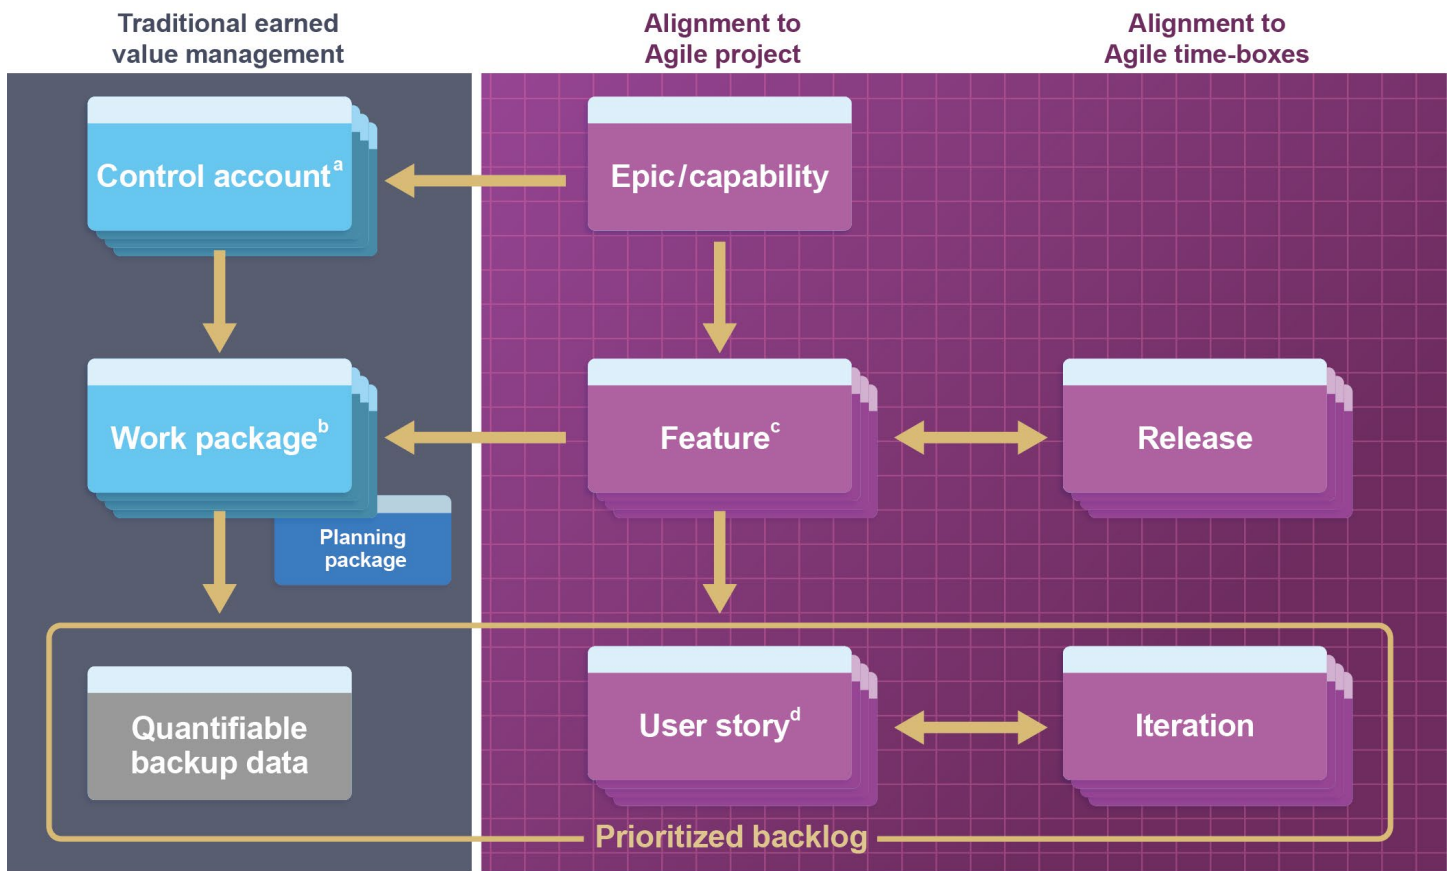 Traditional earned
value management
Alignment to
Agile project
Alignment to
Agile time-boxes
Control account^a
Epic/capability
Work package^b
Feature^c
Release
Planning
package
Quantifiable
backup data
User story^d
Iteration
Prioritized backlog